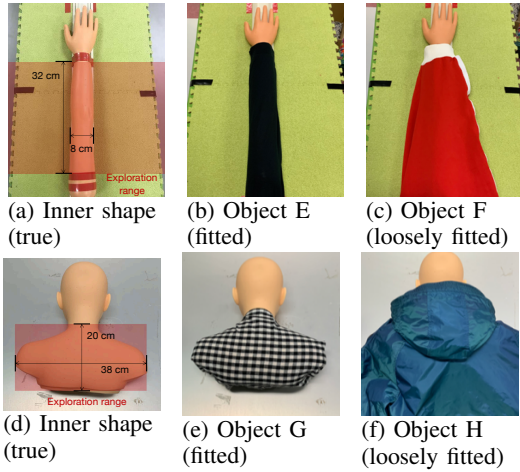 32 cm
8 cm
Exploration
range
(a) Inner shape
(true)
(b) Object E
(fitted)
(c) Object F
(loosely fitted)
20 cm
38 cm
Exploration range
(d) Inner shape
(true)
(e) Object G
(fitted)
(f) Object H
(loosely fitted)